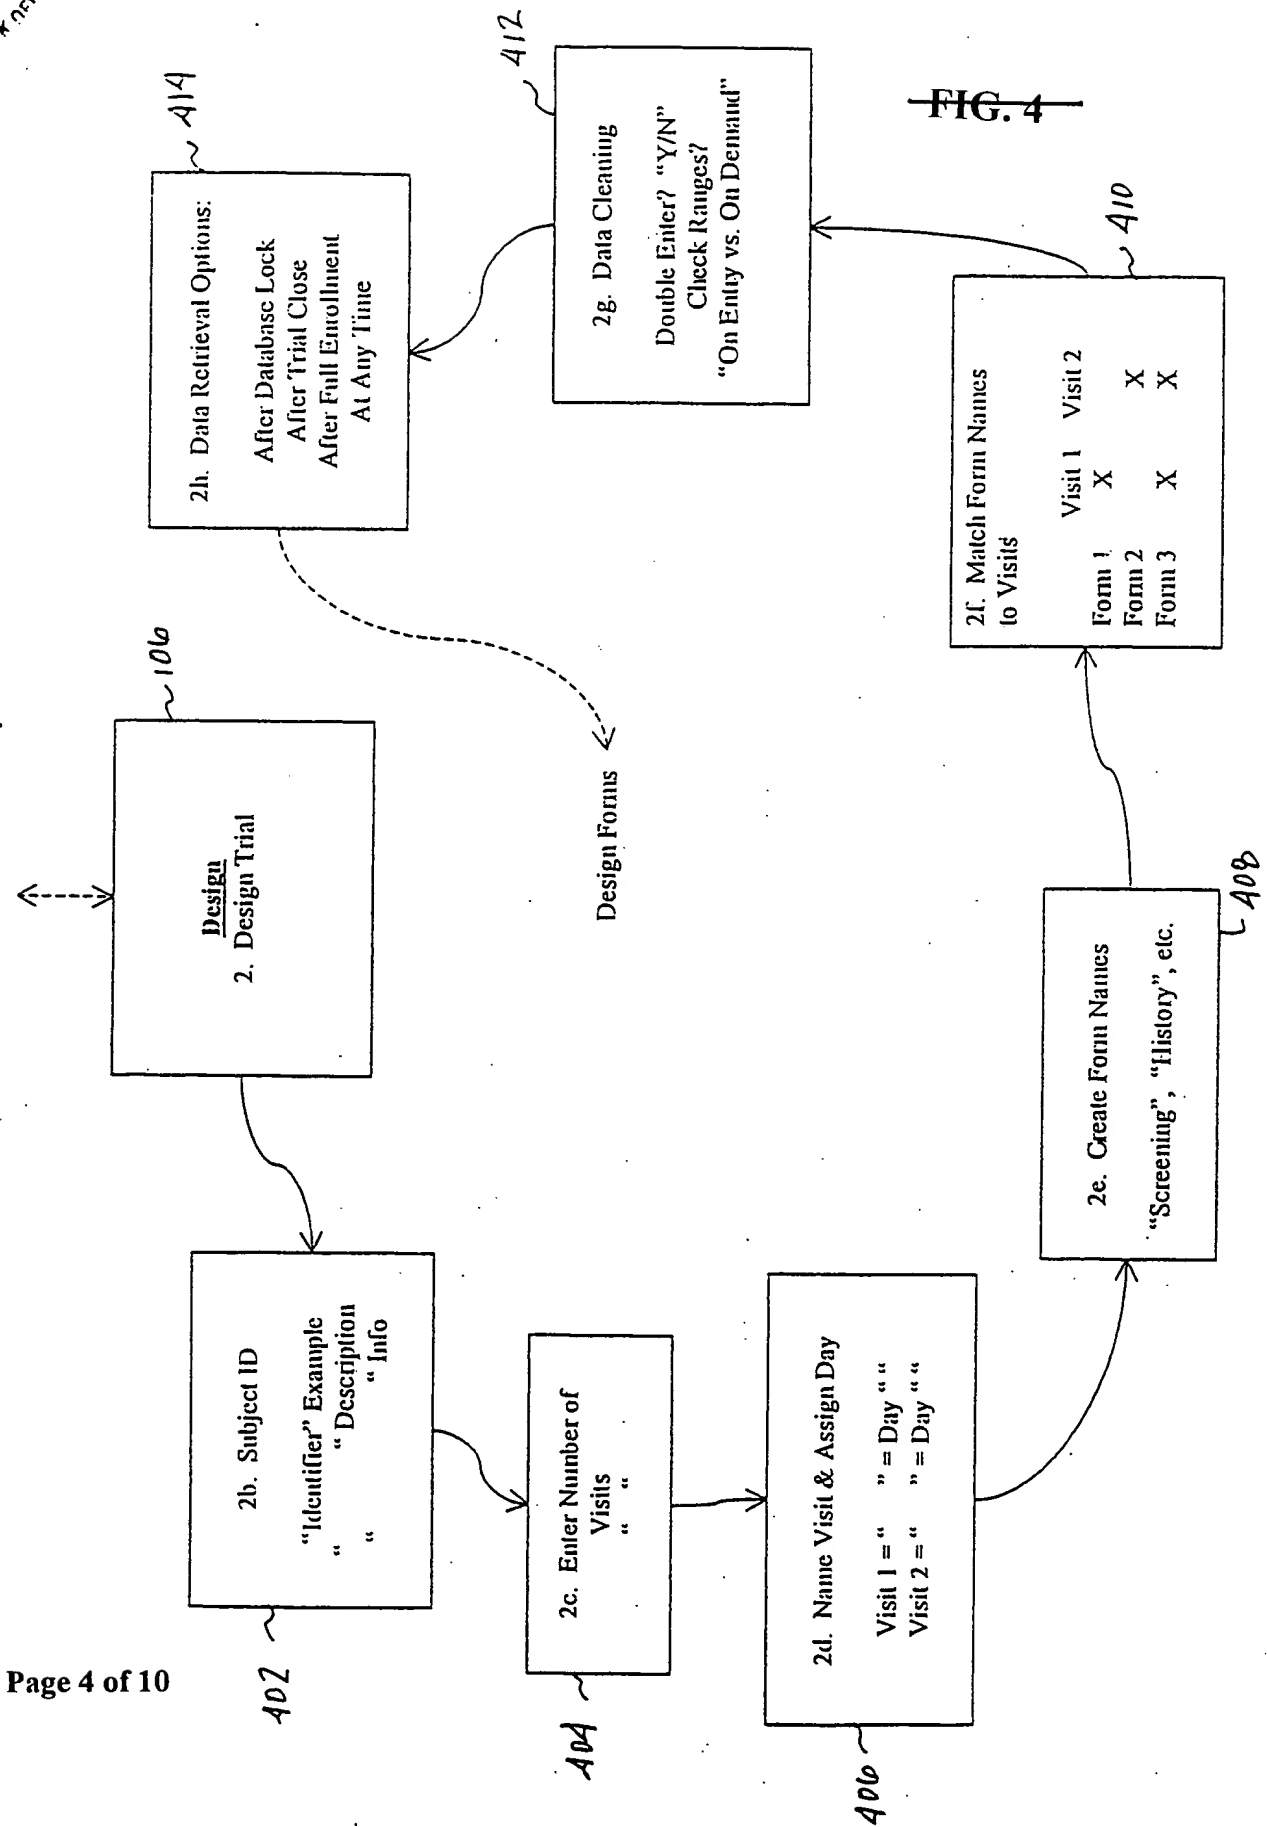 Design
2. Design Trial
106
2b. Subject ID
“Identifier” Example
“ “ Description
“ “ Info
402
2c. Enter Number of
Visits
“ “
404
2d. Name Visit & Assign Day
Visit 1 = “ ” = Day “ “
Visit 2 = “ ” = Day “ “
406
2e. Create Form Names
“Screening”, “History”, etc.
408
2f. Match Form Names
to Visits
Visit 1 Visit 2
Form 1 X
Form 2 X
Form 3 X X
410
2g. Data Cleaning
Double Enter? “Y/N”
Check Ranges?
“On Entry vs. On Demand”
412
2h. Data Retrieval Options:
After Database Lock
After Trial Close
After Full Enrollment
At Any Time
414
Design Forms
FIG. 4
Page 4 of 10